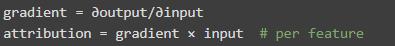 gradient = ∂output/∂input
attribution = gradient × input  # per feature